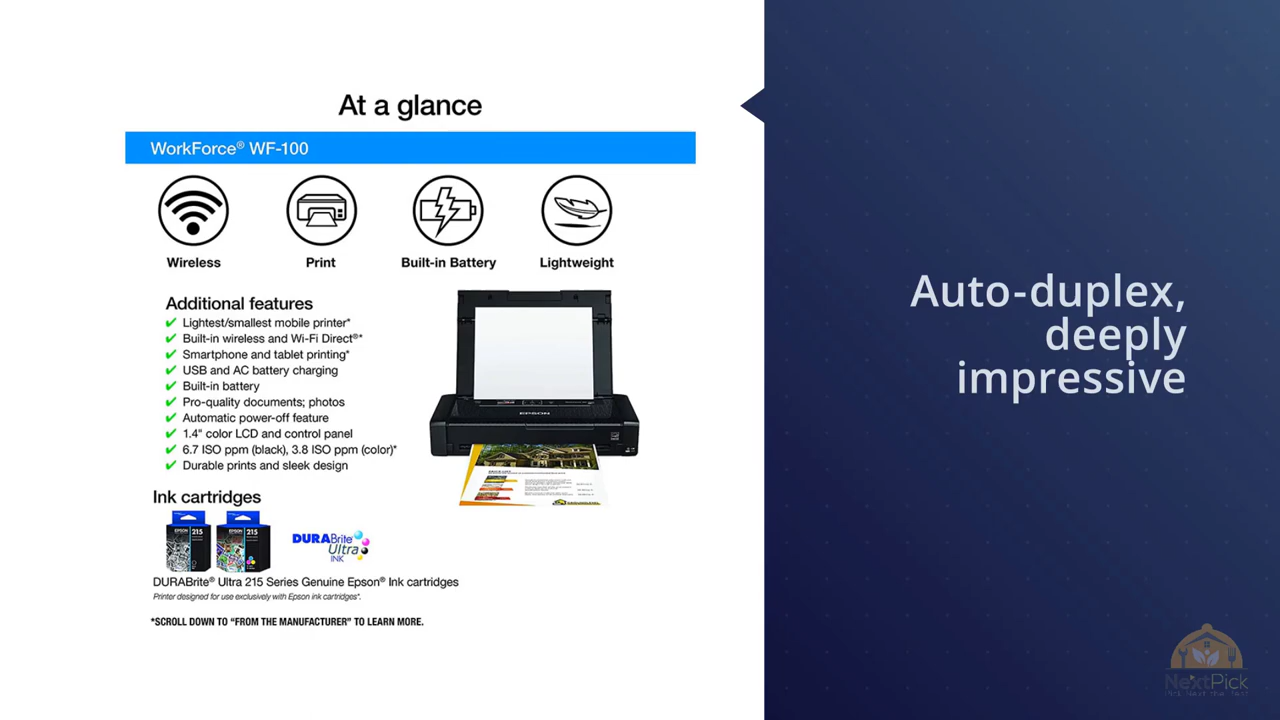 At a glance
WorkForce® WF-100
Wireless
Print
Built-in Battery
Lightweight
Additional features
Lightest/smallest mobile printer*
Built-in wireless and Wi-Fi Direct®*
Smartphone and tablet printing*
USB and AC battery charging
Built-in battery
Pro-quality documents; photos
Automatic power-off feature
1.4" color LCD and control panel
6.7 ISO ppm (black), 3.8 ISO ppm (color)*
Durable prints and sleek design
EPSON
Ink cartridges
EPSON 215
EPSON 215
DURABrite
Ultra
INK
DURABrite® Ultra 215 Series Genuine Epson® Ink cartridges
Printer designed for use exclusively with Epson ink cartridges*.
*SCROLL DOWN TO “FROM THE MANUFACTURER” TO LEARN MORE.
Auto-duplex,
deeply
impressive
NextPick